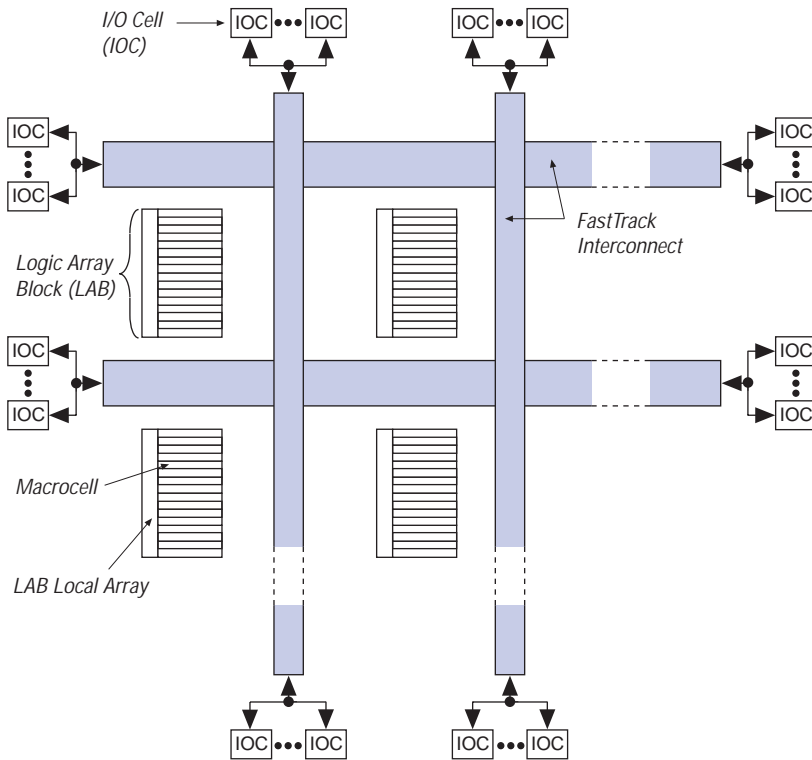 I/O Cell
(IOC)
IOC IOC
IOC IOC
IOC
IOC
IOC
IOC
FastTrack
Interconnect
Logic Array
Block (LAB)
IOC
IOC
IOC
IOC
Macrocell
LAB Local Array
IOC IOC
IOC IOC